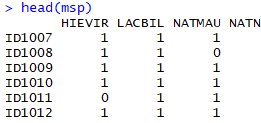 > head(msp)
HIEVIR LACBIL NATMAU NATN
ID1007 1 1 1
ID1008 1 1 0
ID1009 1 1 1
ID1010 1 1 1
ID1011 0 1 1
ID1012 1 1 1